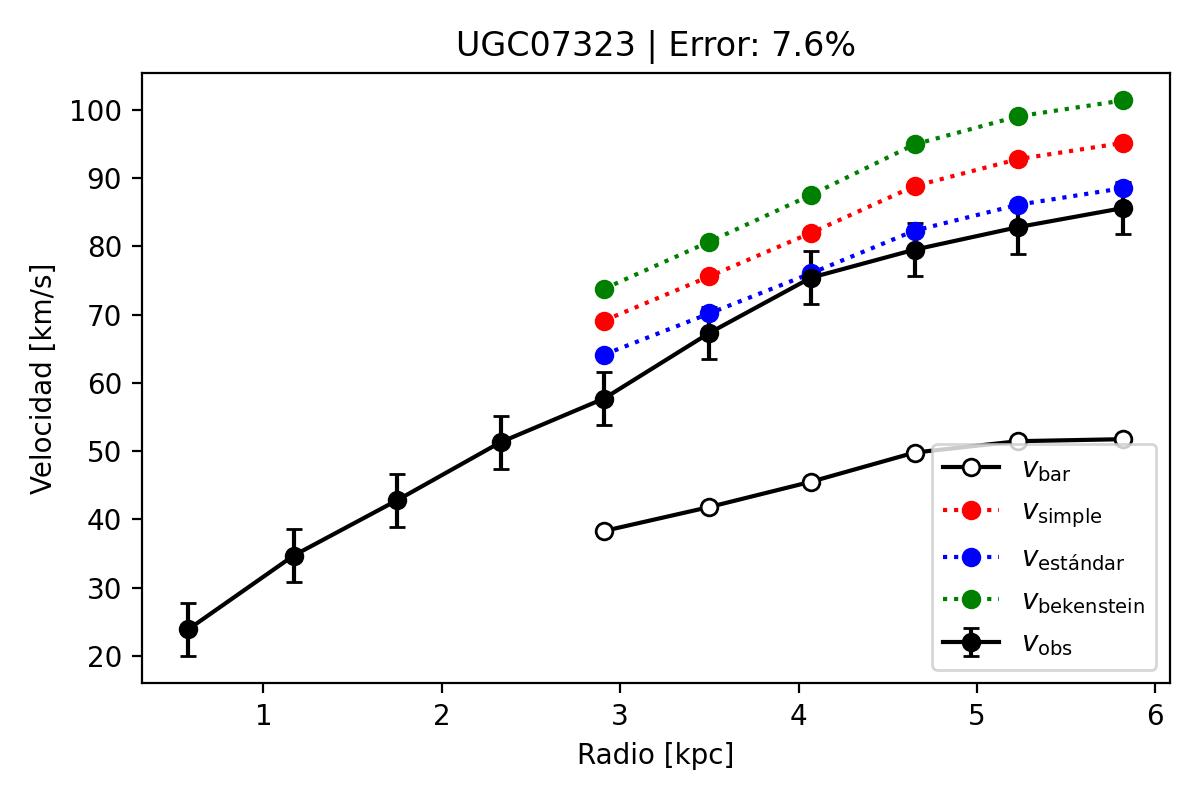 UGC07323 | Error: 7.6%
Velocidad [km/s]
100
90
80
70
60
50
40
30
20
v_bar
v_simple
v_estándar
v_bekenstein
v_obs
1 2 3 4 5 6
Radio [kpc]